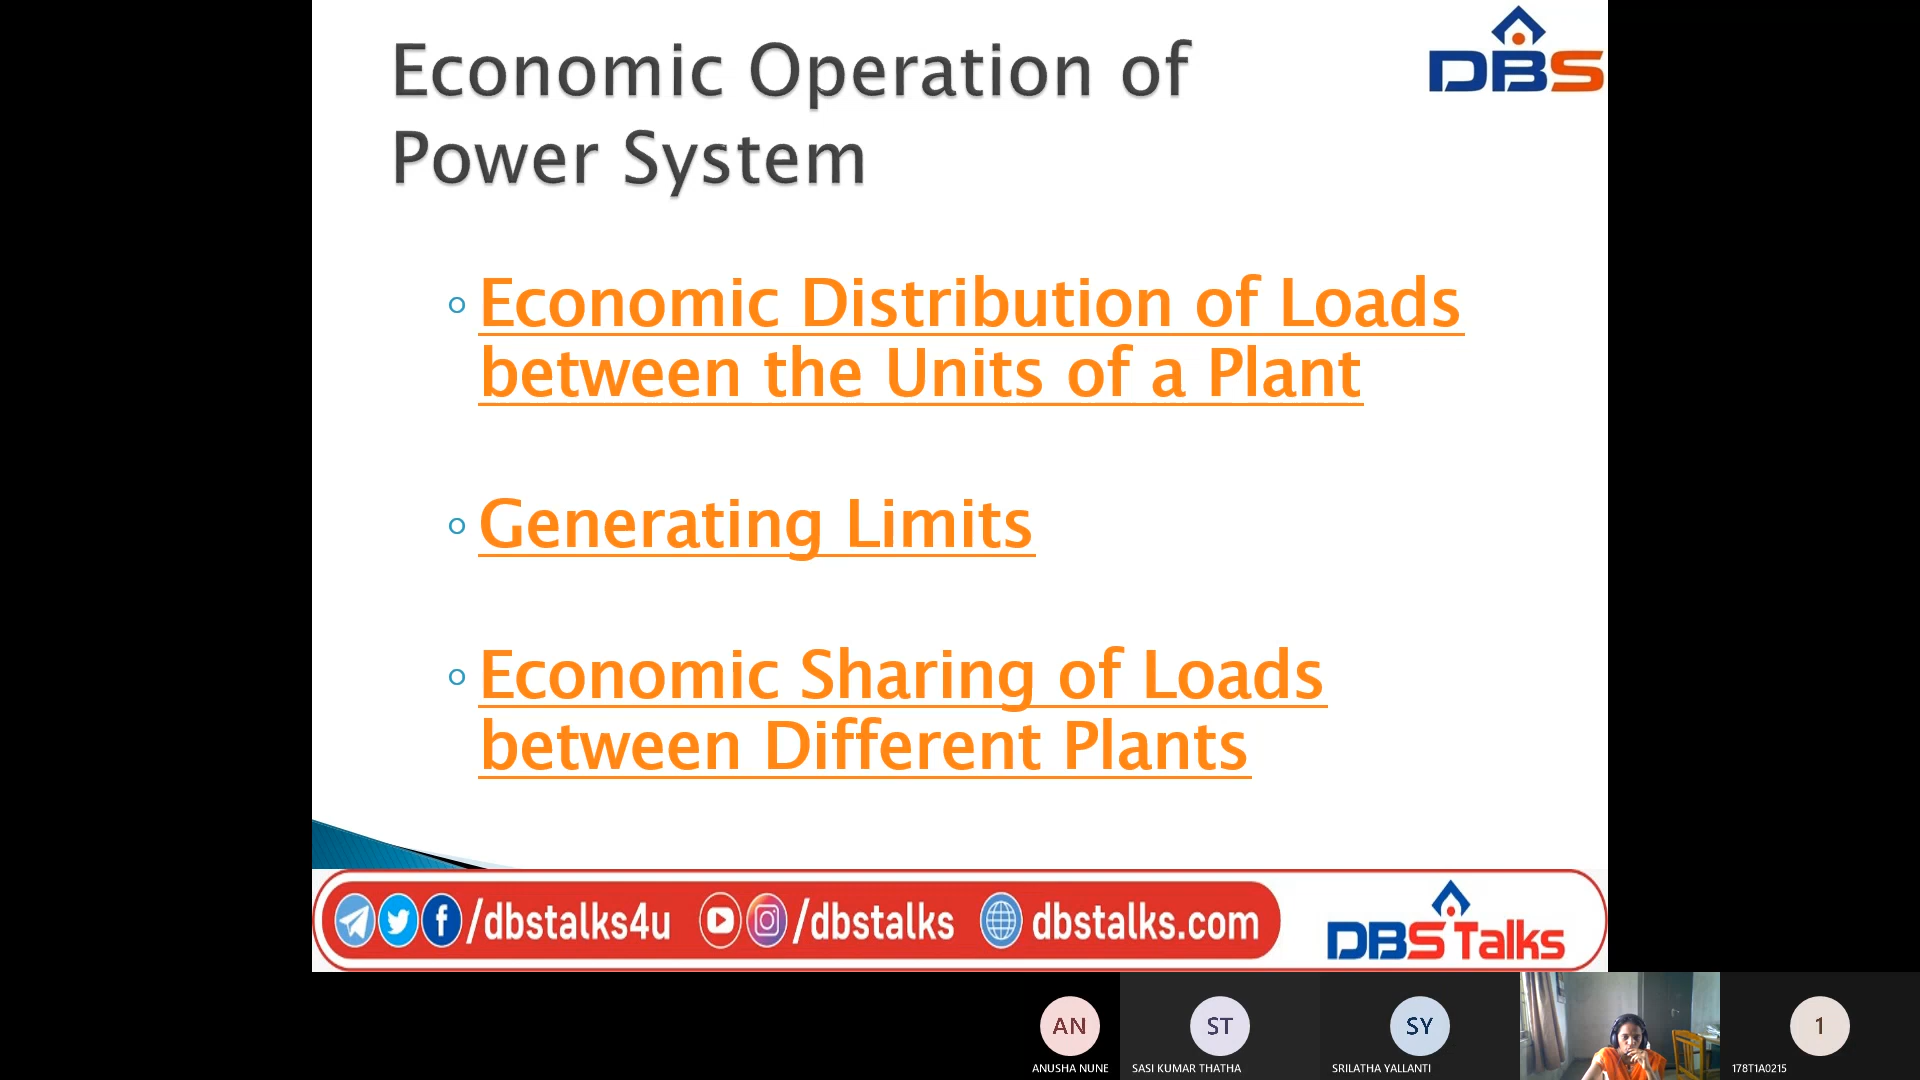 Economic Operation of
Power System
DBS
Economic Distribution of Loads
between the Units of a Plant
Generating Limits
Economic Sharing of Loads
between Different Plants
/dbstalks4u /dbstalks dbstalks.com
DBS Talks
AN ST SY 1
ANUSHA NUNE SASI KUMAR THATHA SRILATHA YALLANTI 178T1A0215